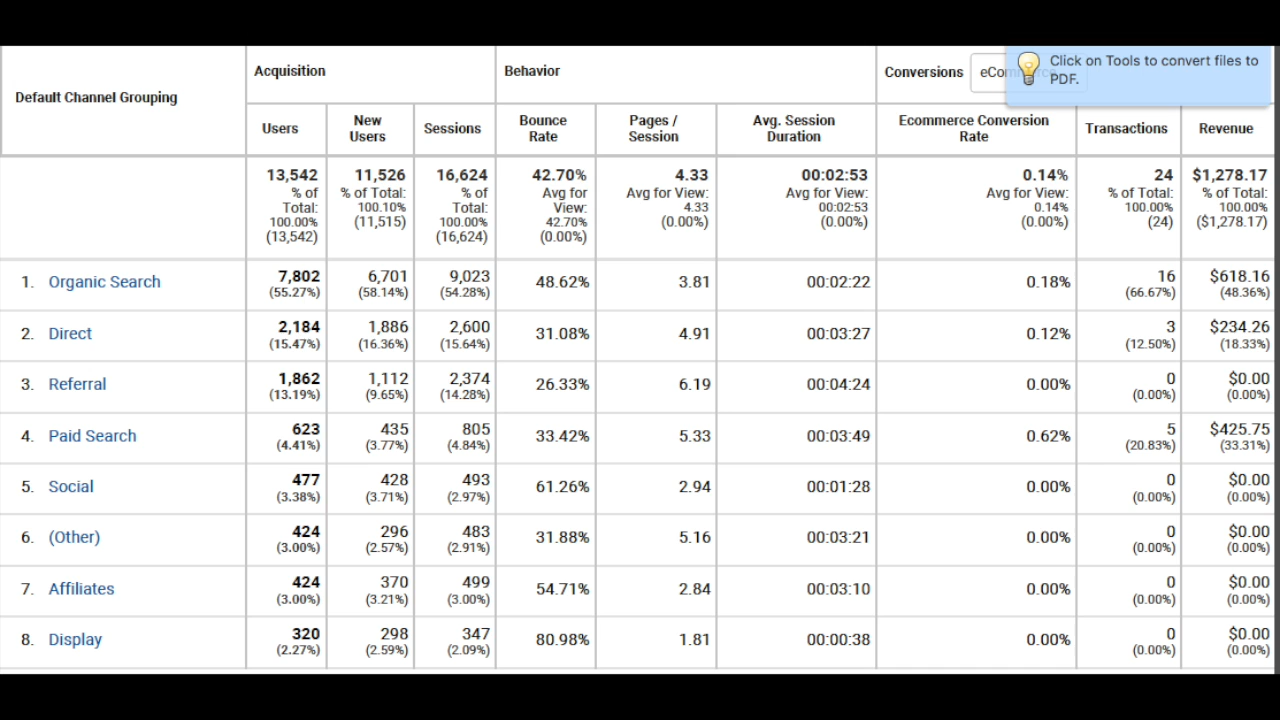 Acquisition
Behavior
Conversions
Click on Tools to convert files to
PDF.
Default Channel Grouping
Users
New
Users
Sessions
Bounce
Rate
Pages /
Session
Avg. Session
Duration
Ecommerce Conversion
Rate
Transactions
Revenue
13,542
% of
Total:
100.00%
(13,542)
11,526
% of Total:
100.10%
(11,515)
16,624
% of
Total:
100.00%
(16,624)
42.70%
Avg for
View:
42.70%
(0.00%)
4.33
Avg for View:
4.33
(0.00%)
00:02:53
Avg for View:
00:02:53
(0.00%)
0.14%
Avg for View:
0.14%
(0.00%)
24
% of Total:
100.00%
(24)
$1,278.17
% of Total:
100.00%
($1,278.17)
1. Organic Search 7,802 6,701 9,023 48.62% 3.81 00:02:22 0.18% 16 $618.16
(55.27%) (58.14%) (54.28%) (66.67%) (48.36%)
2. Direct 2,184 1,886 2,600 31.08% 4.91 00:03:27 0.12% 3 $234.26
(15.47%) (16.36%) (15.64%) (12.50%) (18.33%)
3. Referral 1,862 1,112 2,374 26.33% 6.19 00:04:24 0.00% 0 $0.00
(13.19%) (9.65%) (14.28%) (0.00%) (0.00%)
4. Paid Search 623 435 805 33.42% 5.33 00:03:49 0.62% 5 $425.75
(4.41%) (3.77%) (4.84%) (20.83%) (33.31%)
5. Social 477 428 493 61.26% 2.94 00:01:28 0.00% 0 $0.00
(3.38%) (3.71%) (2.97%) (0.00%) (0.00%)
6. (Other) 424 296 483 31.88% 5.16 00:03:21 0.00% 0 $0.00
(3.00%) (2.57%) (2.91%) (0.00%) (0.00%)
7. Affiliates 424 370 499 54.71% 2.84 00:03:10 0.00% 0 $0.00
(3.00%) (3.21%) (3.00%) (0.00%) (0.00%)
8. Display 320 298 347 80.98% 1.81 00:00:38 0.00% 0 $0.00
(2.27%) (2.59%) (2.09%) (0.00%) (0.00%)